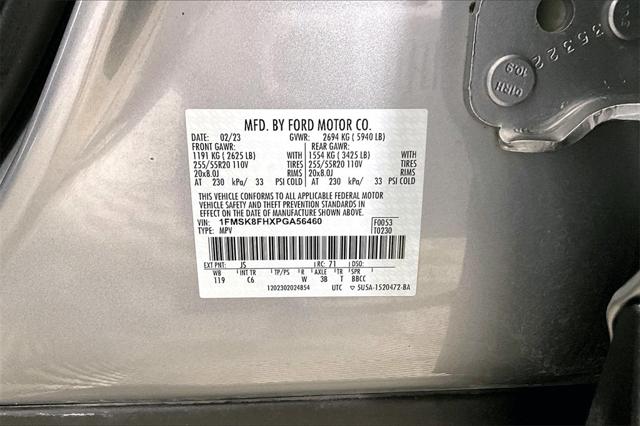 MFD. BY FORD MOTOR CO.
DATE: 02/23 GVWR: 2694 KG ( 5940 LB)
FRONT GAWR: REAR GAWR:
1191 KG ( 2625 LB) WITH 1554 KG ( 3425 LB) WITH
255/55R20 110V TIRES 255/55R20 110V TIRES
20x8.0J RIMS 20x8.0J RIMS
AT 230 kPa/ 33 PSI COLD AT 230 kPa/ 33 PSI COLD
THIS VEHICLE CONFORMS TO ALL APPLICABLE FEDERAL MOTOR
VEHICLE SAFETY AND THEFT PREVENTION STANDARDS IN
EFFECT ON THE DATE OF MANUFACTURE SHOWN ABOVE.
VIN: 1FMSK8FHXPGA56460 F0053
TYPE: MPV T0230
EXT PNT: JS RC: 71 DSO:
WB INT TR TP/PS R AXLE TR SPR
119 C6 W 3B T BBCC
1202302024854 UTC ▽ 5U5A-1520472-BA
35322
10.9
GIRH